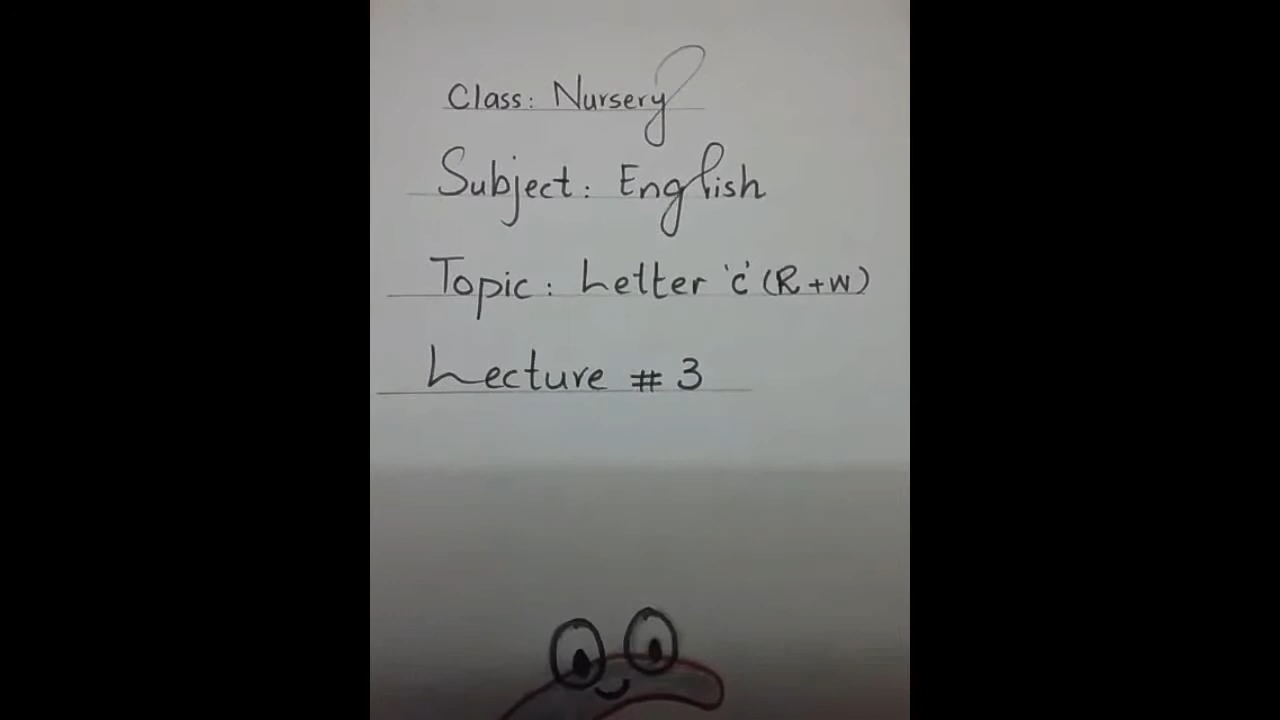 Class: Nursery
Subject: English
Topic: Letter 'c' (R+W)
Lecture # 3